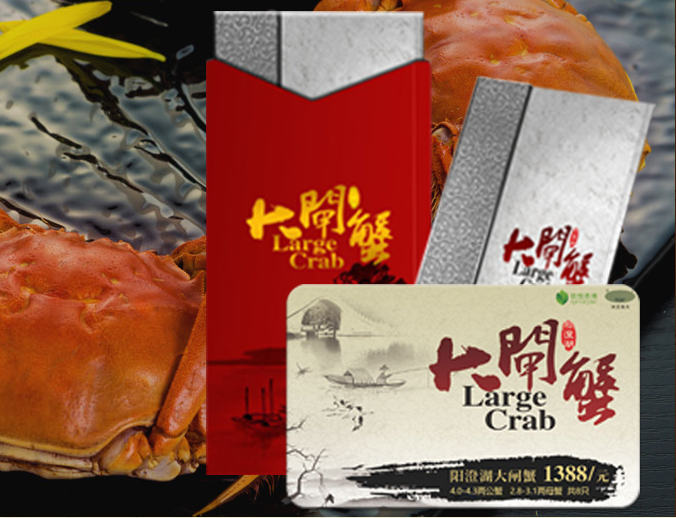 大闸蟹
Large
Crab
大闸蟹
Large
Crab
大闸蟹
阳澄湖
Large
Crab
阳澄湖大闸蟹 1388/元
4.0-4.3两公蟹 2.8-3.1两母蟹 共8只